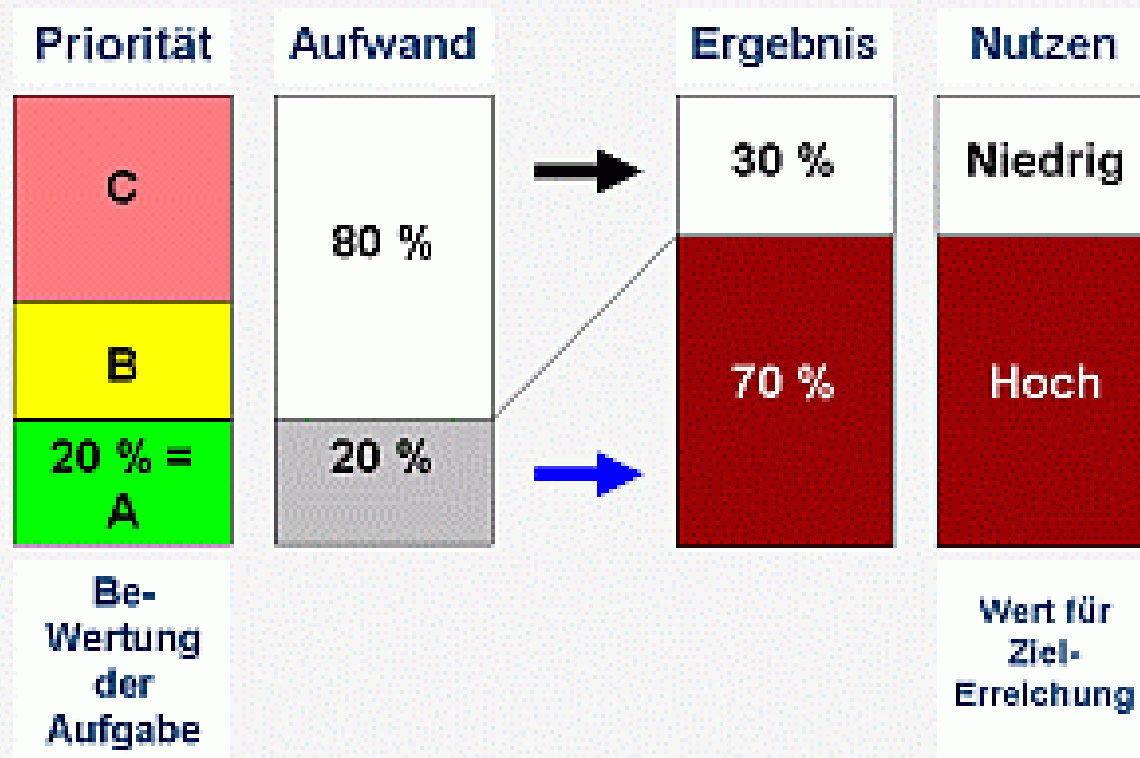 Priorität
Aufwand
Ergebnis
Nutzen
C
B
20 % =
A
80 %
20 %
30 %
70 %
Niedrig
Hoch
Be-
Wertung
der
Aufgabe
Wert für
Ziel-
Erreichung